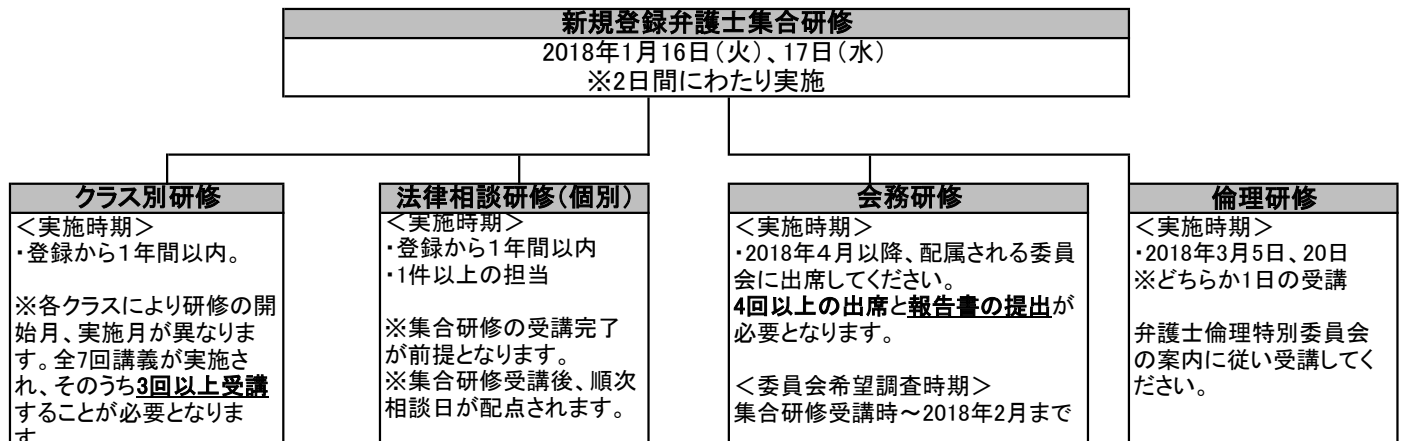 新規登録弁護士集合研修
2018年1月16日(火)、17日(水)
※2日間にわたり実施
クラス別研修
<実施時期>
・登録から1年間以内。
※各クラスにより研修の開
始月、実施月が異なりま
す。全7回講義が実施さ
れ、そのうち3回以上受講
することが必要となりま
す。
法律相談研修(個別)
<実施時期>
・登録から1年間以内
・1件以上の担当
※集合研修の受講完了
が前提となります。
※集合研修受講後、順次
相談日が配点されます。
会務研修
<実施時期>
・2018年4月以降、配属される委員
会に出席してください。
4回以上の出席と報告書の提出が
必要となります。
<委員会希望調査時期>
集合研修受講時～2018年2月まで
倫理研修
<実施時期>
・2018年3月5日、20日
※どちらか1日の受講
弁護士倫理特別委員会
の案内に従い受講してく
ださい。